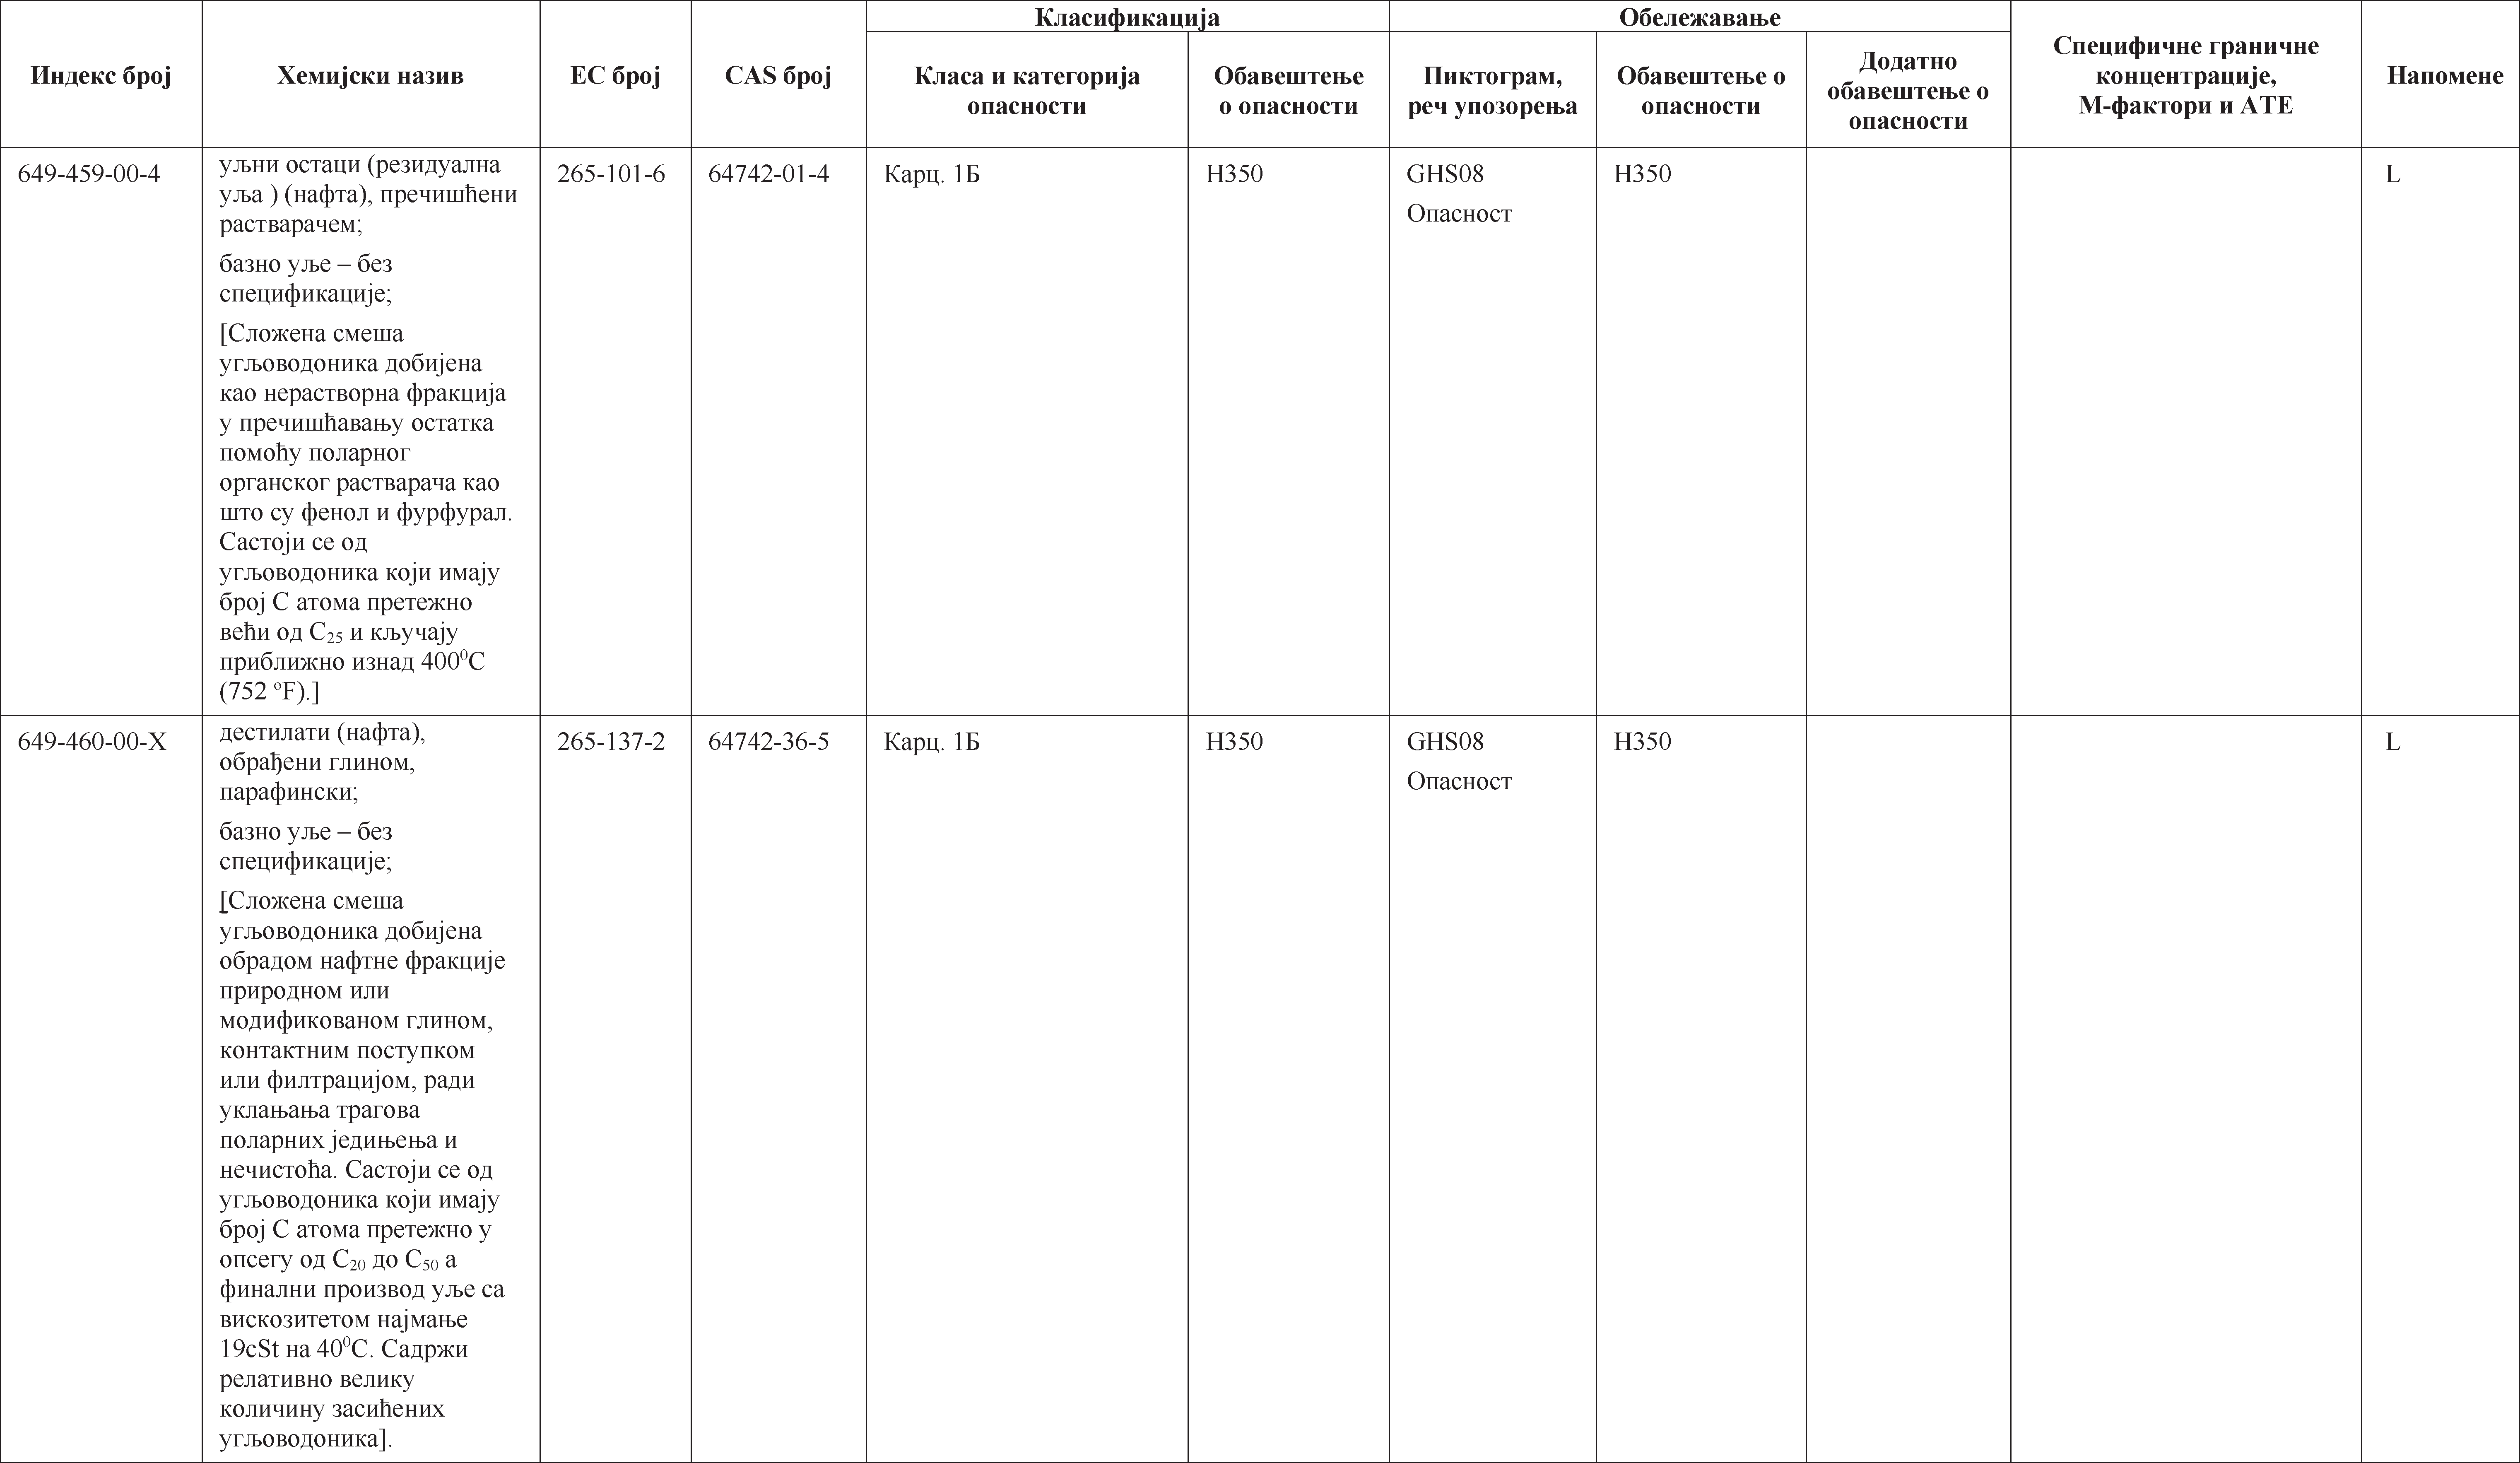 Индекс број
Хемијски назив
ЕС број
CAS број
Класификација
Класа и категорија
опасности
Обавештење
о опасности
Обележавање
Пиктограм,
реч упозорења
Обавештење о
опасности
Додатно
обавештење о
опасности
Специфичне граничне
концентрације,
М-фактори и АТЕ
Напомене
649-459-00-4
уљни остаци (резидуална
уља ) (нафта), пречишћени
растварачем;
базно уље – без
спецификације;
[Сложена смеша
угљоводоника добијена
као нерастворна фракција
у пречишћавању остатка
помоћу поларног
органског растварача као
што су фенол и фурфурал.
Састоји се од
угљоводоника који имају
број C атома претежно
већи од C₂₅ и кључају
приближно изнад 400⁰C
(752 ºF).]
265-101-6
64742-01-4
Карц. 1Б
H350
GHS08
Опасност
H350
L
649-460-00-X
дестилати (нафта),
обрађени глином,
парафински;
базно уље – без
спецификације;
[Сложена смеша
угљоводоника добијена
обрадом нафтне фракције
природном или
модификованом глином,
контактним поступком
или филтрацијом, ради
уклањања трагова
поларних једињења и
нечистоћа. Састоји се од
угљоводоника који имају
број C атома претежно у
опсегу од C₂₀ до C₅₀ а
финални производ уље са
вискозитетом најмање
19cSt на 40⁰C. Садржи
релативно велику
количину засићених
угљоводоника].
265-137-2
64742-36-5
Карц. 1Б
H350
GHS08
Опасност
H350
L